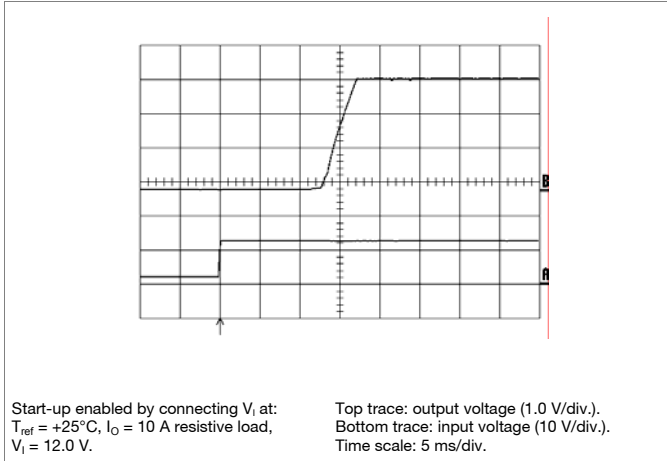 B
A
Start-up enabled by connecting V_I at:
T_ref = +25°C, I_O = 10 A resistive load,
V_I = 12.0 V.
Top trace: output voltage (1.0 V/div.).
Bottom trace: input voltage (10 V/div.).
Time scale: 5 ms/div.